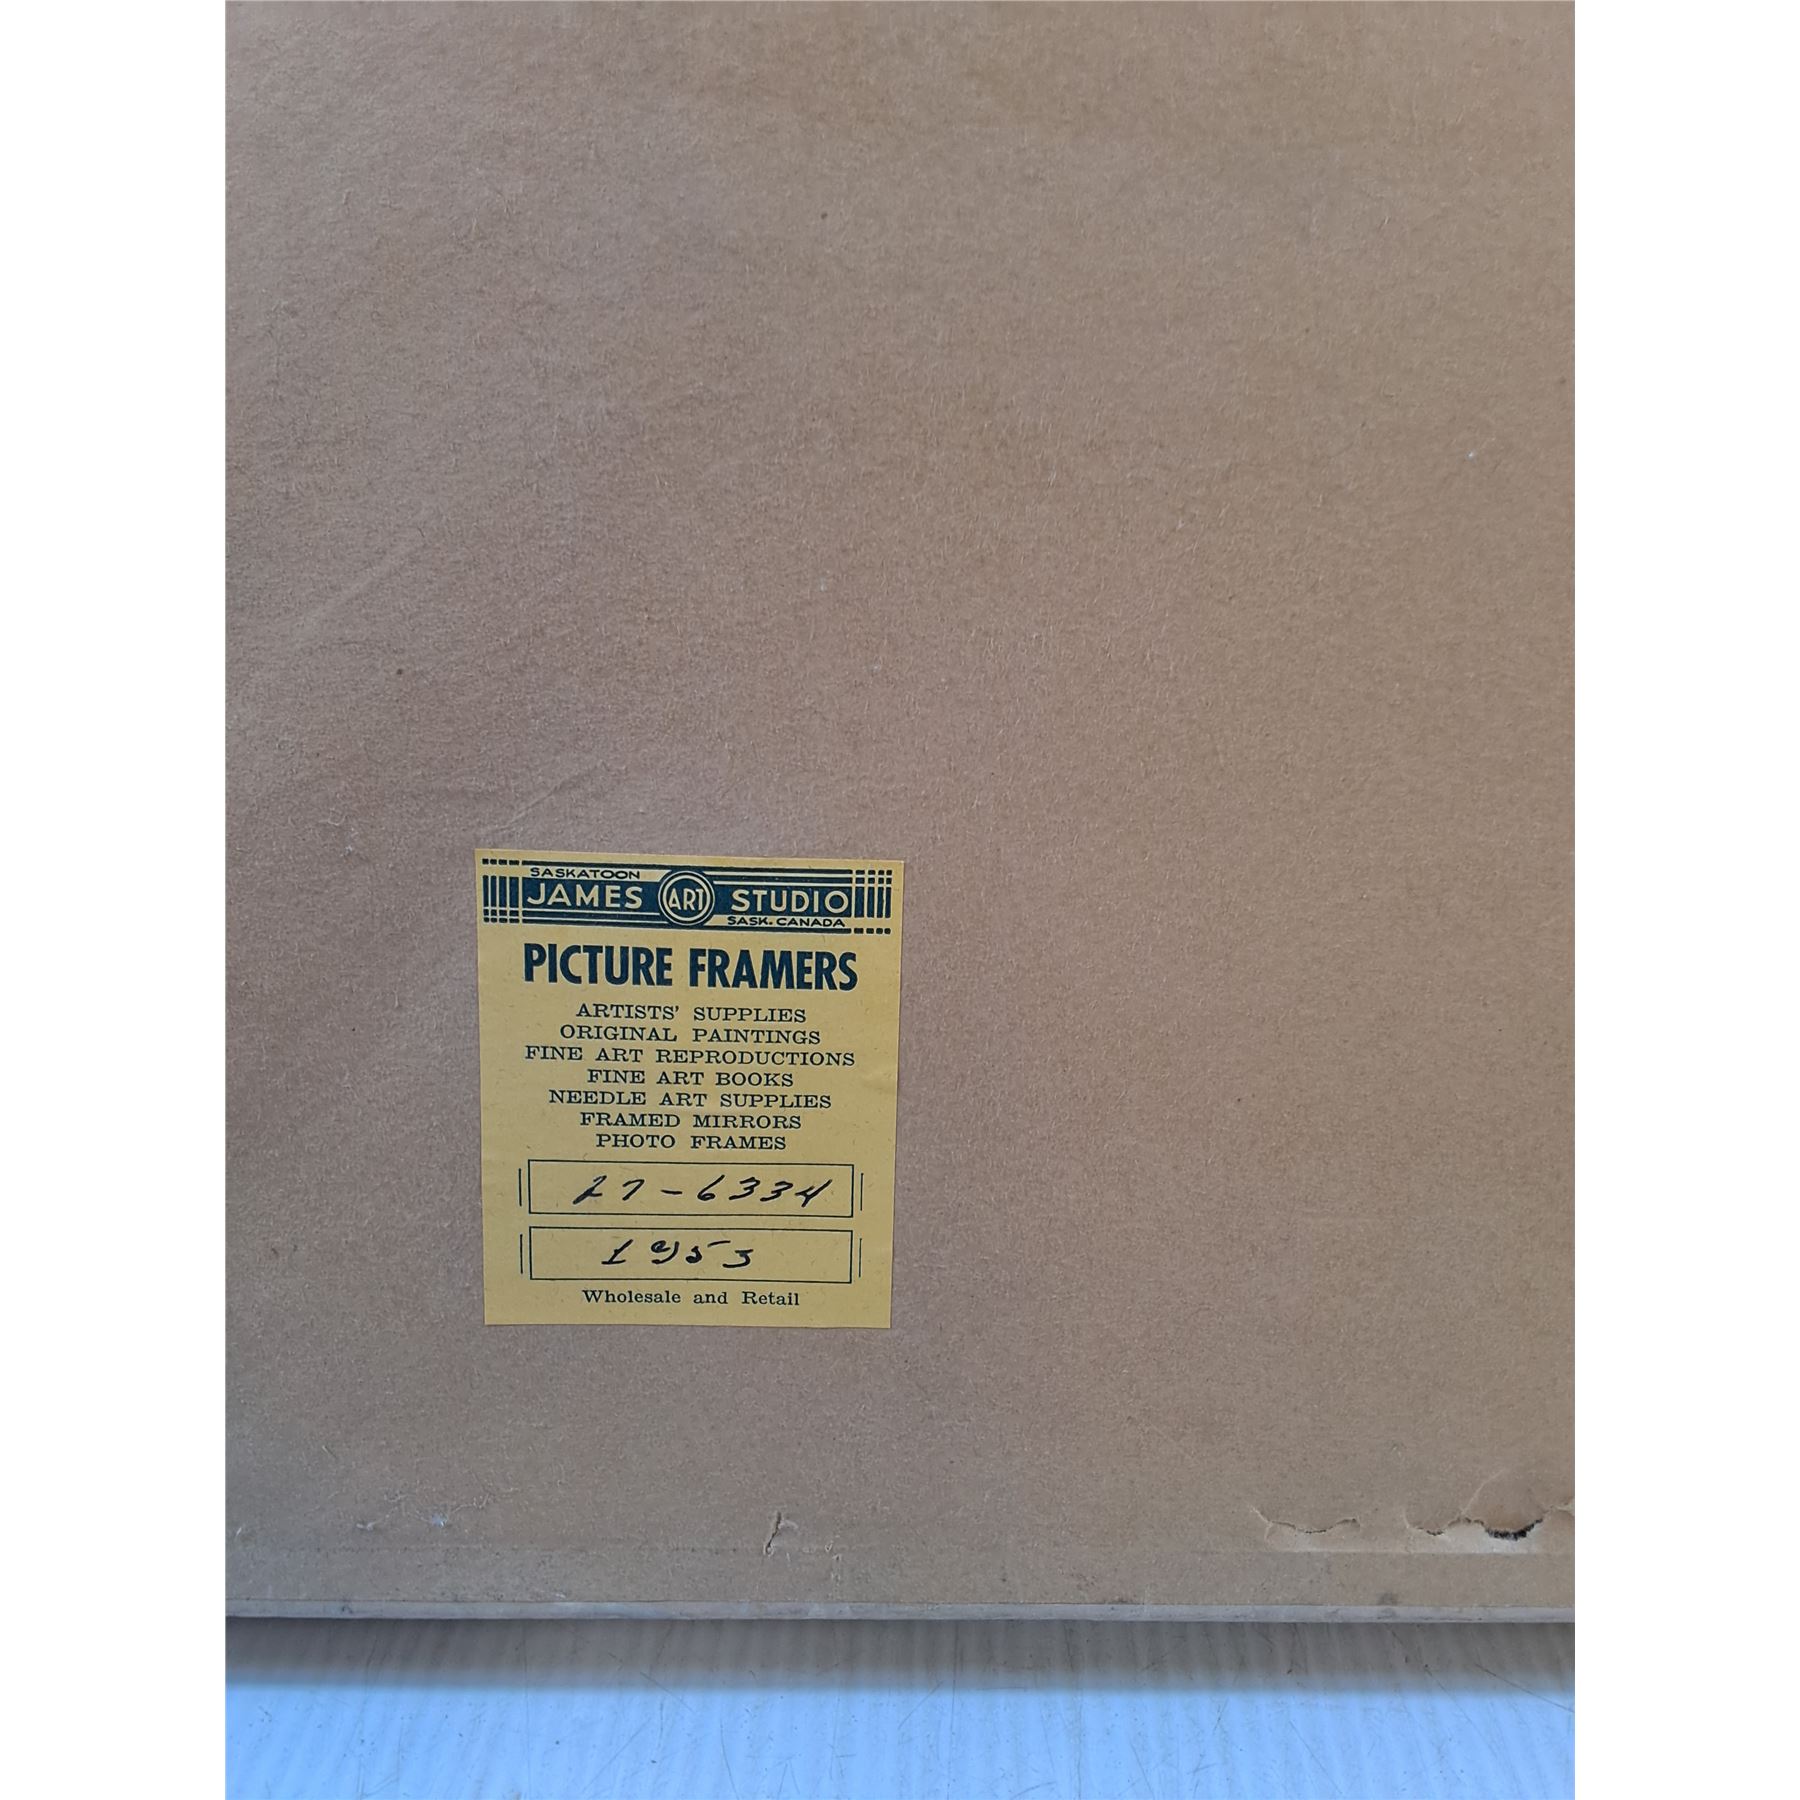 SASKATOON
JAMES ART STUDIO
SASK. CANADA
PICTURE FRAMERS
ARTISTS' SUPPLIES
ORIGINAL PAINTINGS
FINE ART REPRODUCTIONS
FINE ART BOOKS
NEEDLE ART SUPPLIES
FRAMED MIRRORS
PHOTO FRAMES
27-6334
1953
Wholesale and Retail